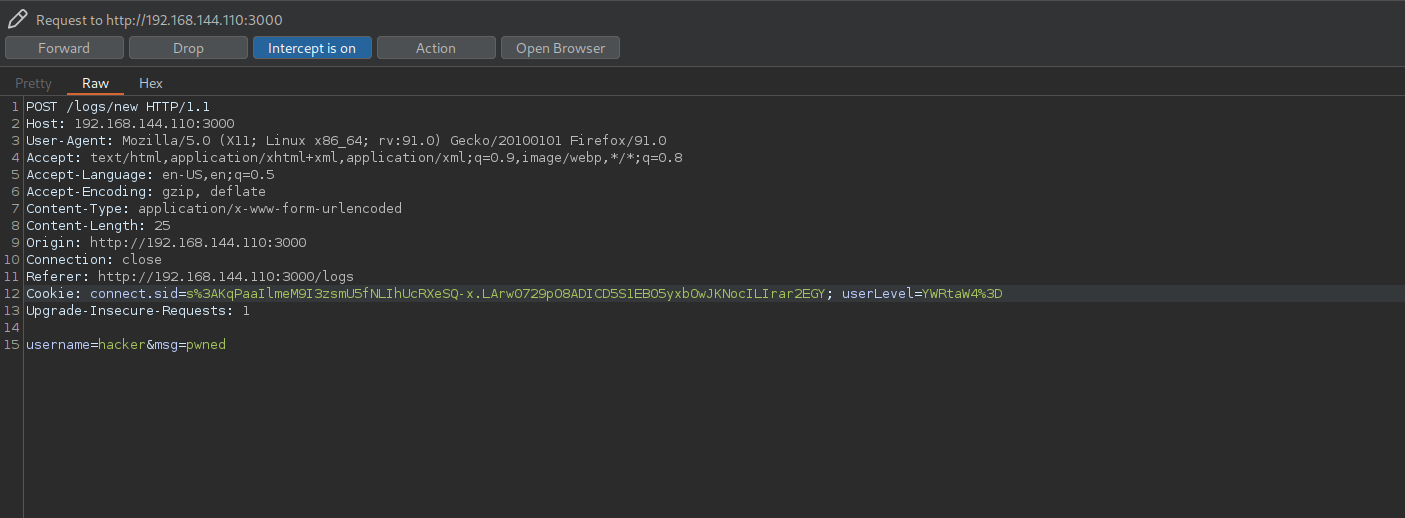 Request to http://192.168.144.110:3000
Forward Drop Intercept is on Action Open Browser
Pretty Raw Hex
1 POST /logs/new HTTP/1.1
2 Host: 192.168.144.110:3000
3 User-Agent: Mozilla/5.0 (X11; Linux x86_64; rv:91.0) Gecko/20100101 Firefox/91.0
4 Accept: text/html,application/xhtml+xml,application/xml;q=0.9,image/webp,*/*;q=0.8
5 Accept-Language: en-US,en;q=0.5
6 Accept-Encoding: gzip, deflate
7 Content-Type: application/x-www-form-urlencoded
8 Content-Length: 25
9 Origin: http://192.168.144.110:3000
10 Connection: close
11 Referer: http://192.168.144.110:3000/logs
12 Cookie: connect.sid=s%3AKqPaaIlmeM9I3zsmU5fNLIhUcRXeSQ-x.LArw0729pO8ADICD5S1EBO5yxbOwJKNocILIrar2EGY; userLevel=YWRtaW4%3D
13 Upgrade-Insecure-Requests: 1
14
15 username=hacker&msg=pwned